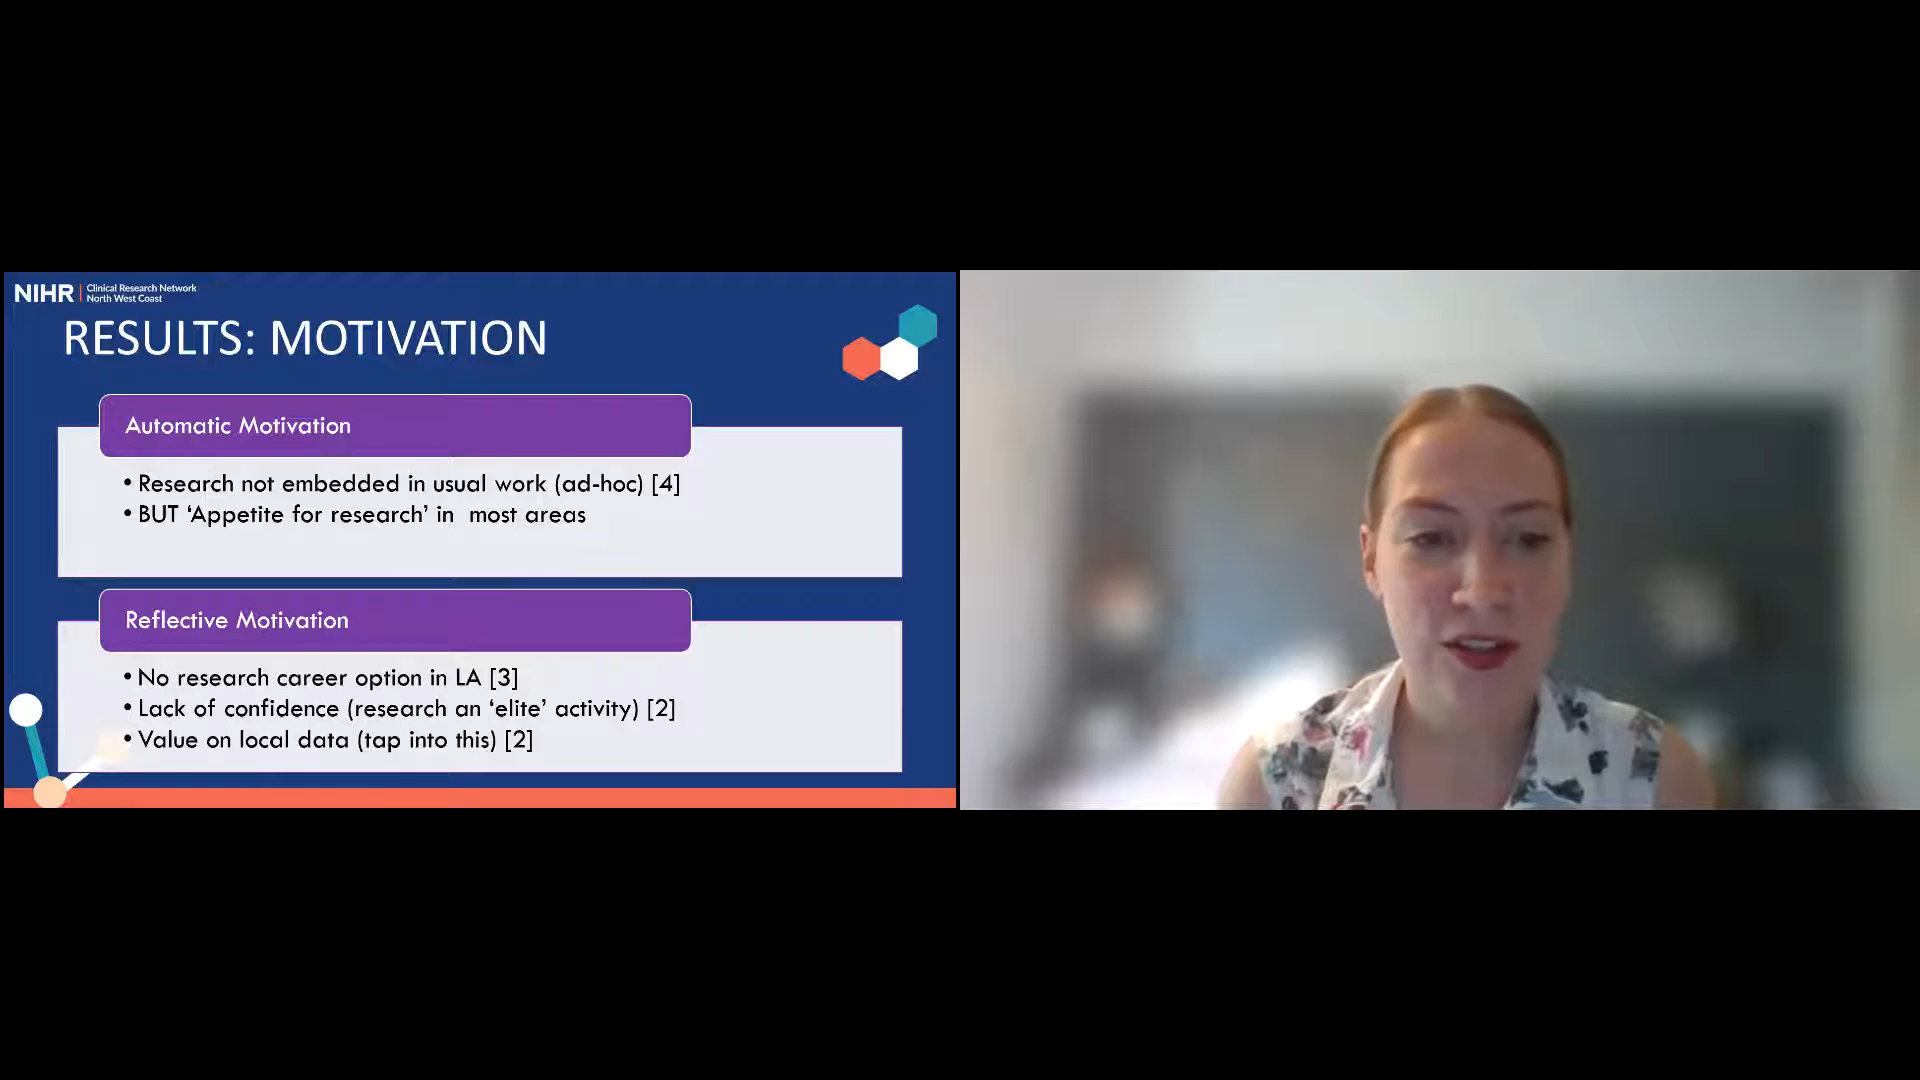 NIHR | Clinical Research Network
North West Coast
RESULTS: MOTIVATION
Automatic Motivation
• Research not embedded in usual work (ad-hoc) [4]
• BUT ‘Appetite for research’ in  most areas
Reflective Motivation
• No research career option in LA [3]
• Lack of confidence (research an ‘elite’ activity) [2]
• Value on local data (tap into this) [2]